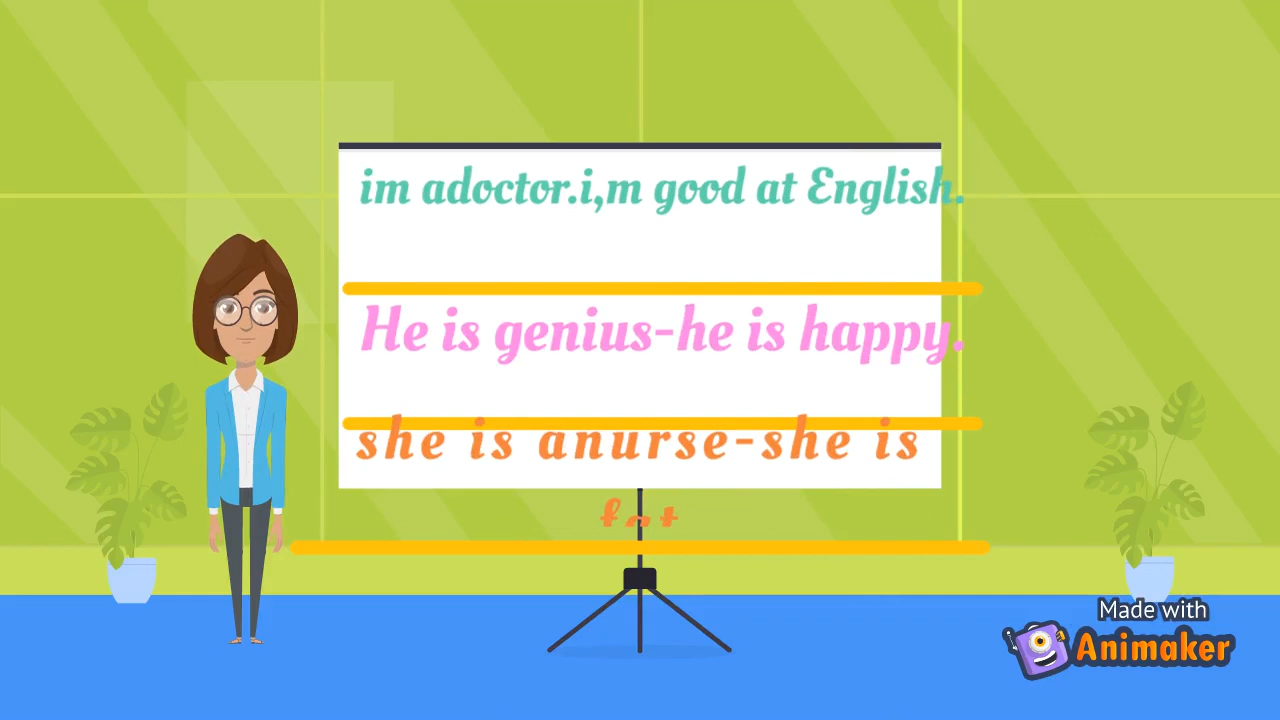 im adoctor.i,m good at English.
He is genius-he is happy.
she is anurse-she is
Made with
Animaker